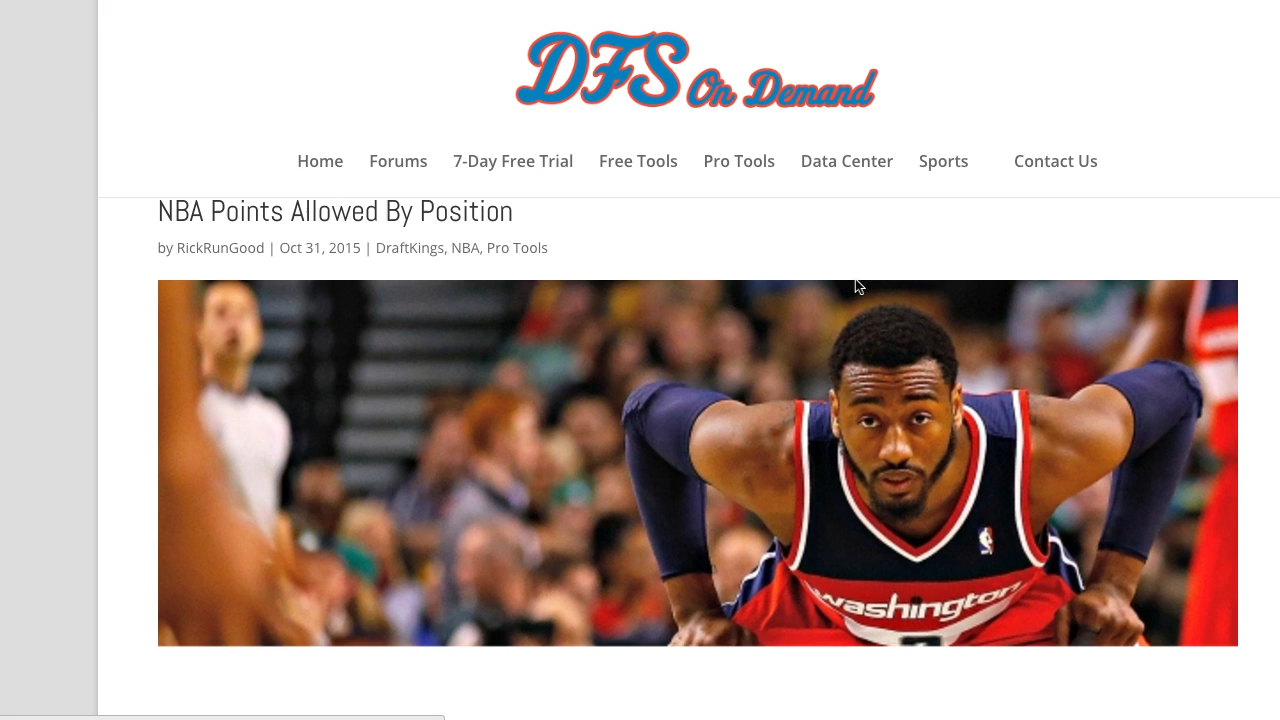 DFS On Demand
Home Forums 7-Day Free Trial Free Tools Pro Tools Data Center Sports Contact Us
NBA Points Allowed By Position
by RickRunGood | Oct 31, 2015 | DraftKings, NBA, Pro Tools
washington